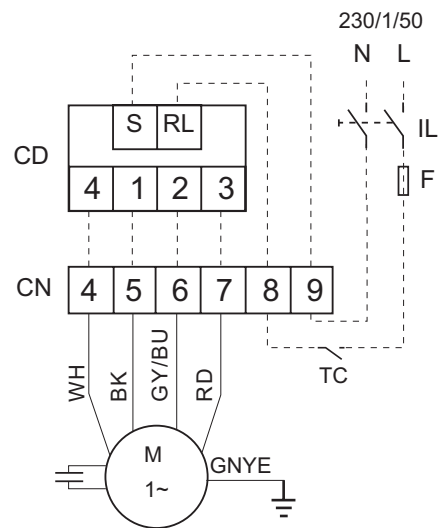 230/1/50
N L
IL
F
S RL
CD
4 1 2 3
CN
4 5 6 7 8 9
TC
WH
BK
GY/BU
RD
M
1~
GNYE